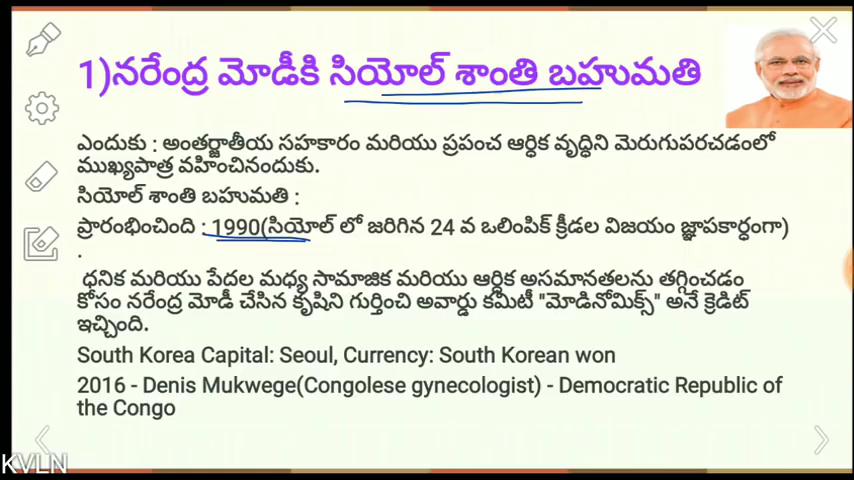 1)నరేంద్ర మోడీకి సియోల్ శాంతి బహుమతి
ఎందుకు : అంతర్జాతీయ సహకారం మరియు ప్రపంచ ఆర్ధిక వృద్ధిని మెరుగుపరచడంలో
ముఖ్యపాత్ర వహించినందుకు.
సియోల్ శాంతి బహుమతి :
ప్రారంభించింది : 1990(సియోల్ లో జరిగిన 24 వ ఒలింపిక్ క్రీడల విజయం జ్ఞాపకార్ధంగా)
.
ధనిక మరియు పేదల మధ్య సామాజిక మరియు ఆర్ధిక అసమానతలను తగ్గించడం
కోసం నరేంద్ర మోడీ చేసిన కృషిని గుర్తించి అవార్డు కమిటీ "మోడినోమిక్స్" అనే క్రెడిట్
ఇచ్చింది.
South Korea Capital: Seoul, Currency: South Korean won
2016 - Denis Mukwege(Congolese gynecologist) - Democratic Republic of
the Congo
KVLN